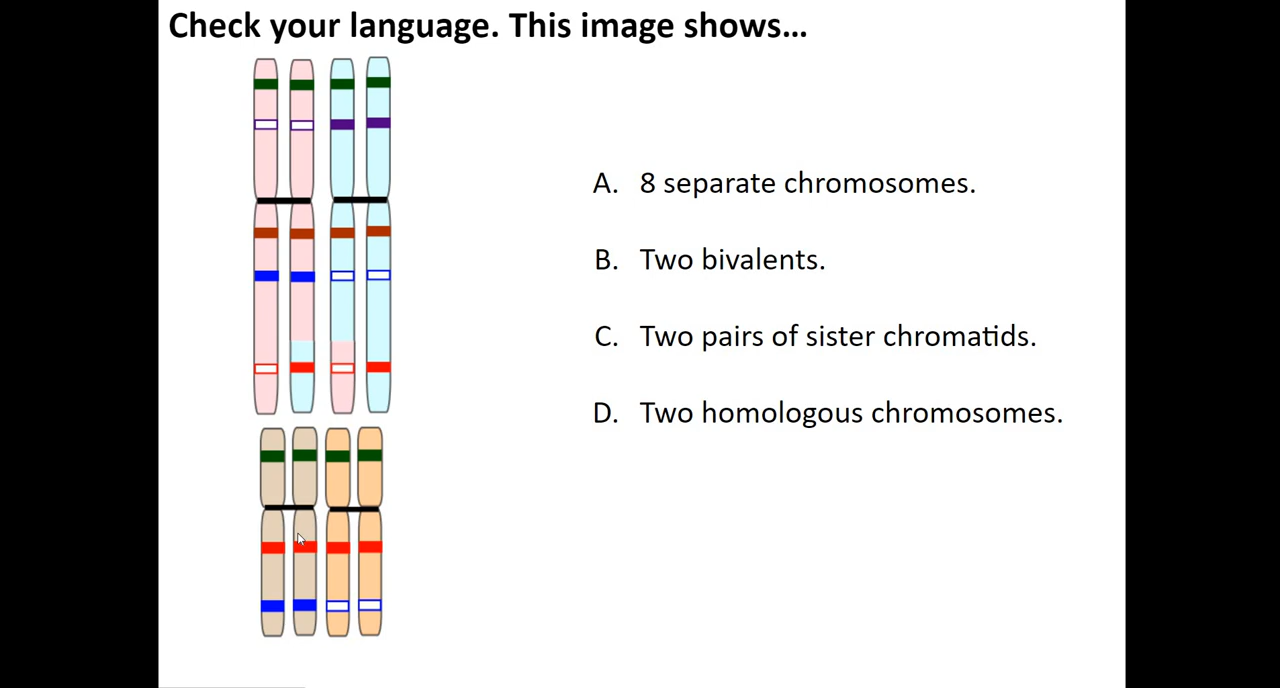 Check your language. This image shows...
A. 8 separate chromosomes.
B. Two bivalents.
C. Two pairs of sister chromatids.
D. Two homologous chromosomes.